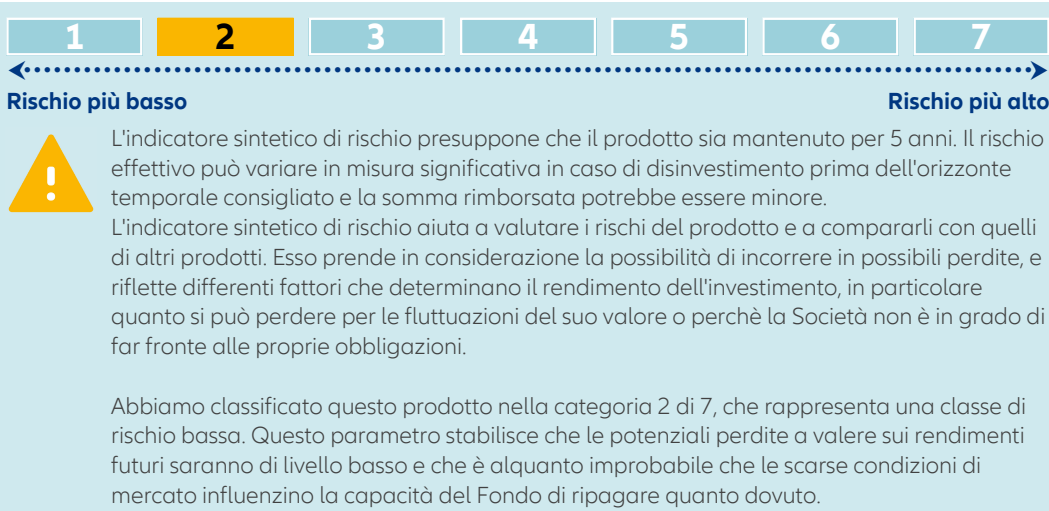 1 2 3 4 5 6 7
Rischio più basso Rischio più alto
L'indicatore sintetico di rischio presuppone che il prodotto sia mantenuto per 5 anni. Il rischio
effettivo può variare in misura significativa in caso di disinvestimento prima dell'orizzonte
temporale consigliato e la somma rimborsata potrebbe essere minore.
L'indicatore sintetico di rischio aiuta a valutare i rischi del prodotto e a compararli con quelli
di altri prodotti. Esso prende in considerazione la possibilità di incorrere in possibili perdite, e
riflette differenti fattori che determinano il rendimento dell'investimento, in particolare
quanto si può perdere per le fluttuazioni del suo valore o perchè la Società non è in grado di
far fronte alle proprie obbligazioni.
Abbiamo classificato questo prodotto nella categoria 2 di 7, che rappresenta una classe di
rischio bassa. Questo parametro stabilisce che le potenziali perdite a valere sui rendimenti
futuri saranno di livello basso e che è alquanto improbabile che le scarse condizioni di
mercato influenzino la capacità del Fondo di ripagare quanto dovuto.